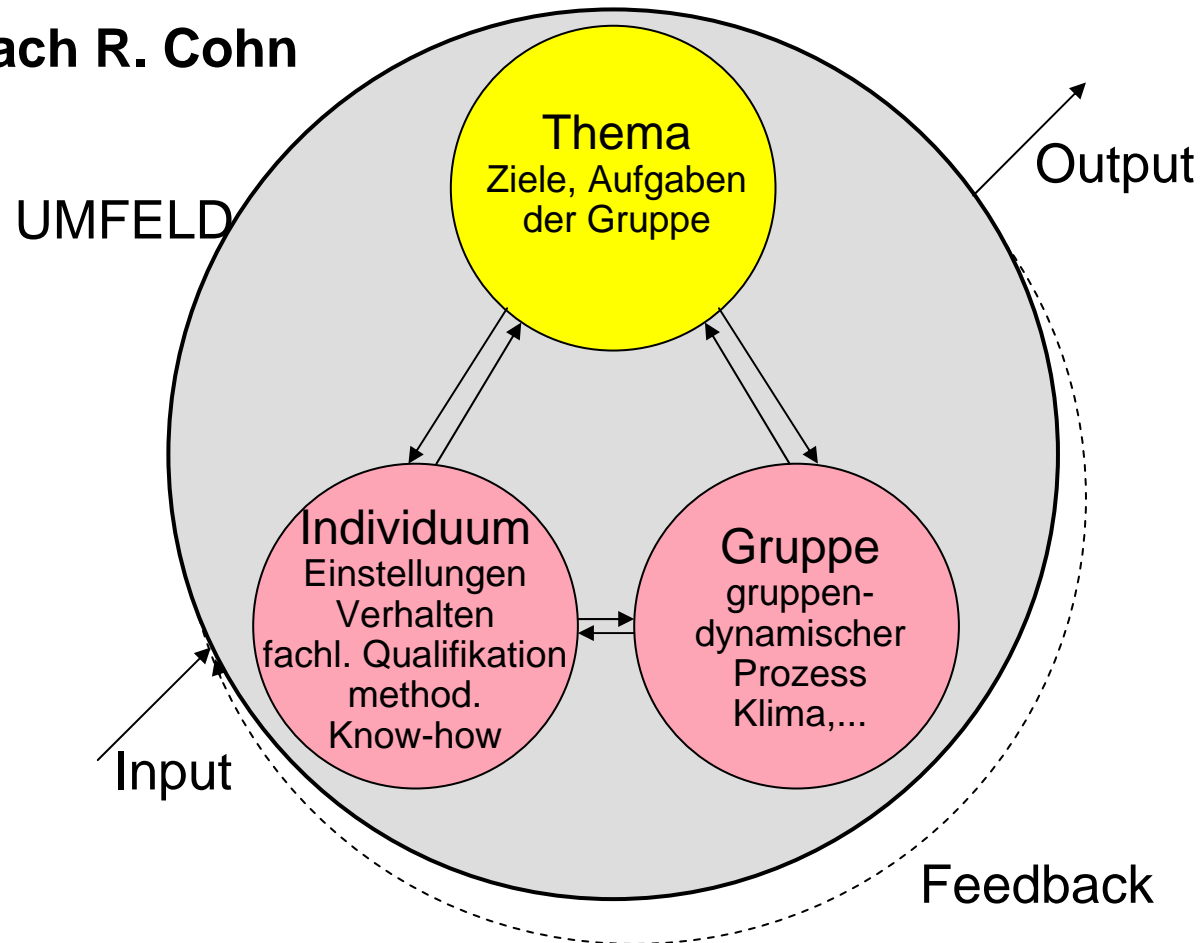 ach R. Cohn
Thema
Ziele, Aufgaben
der Gruppe
Output
UMFELD
Individuum
Einstellungen
Verhalten
fachl. Qualifikation
method.
Know-how
Gruppe
gruppen-
dynamischer
Prozess
Klima,...
Input
Feedback